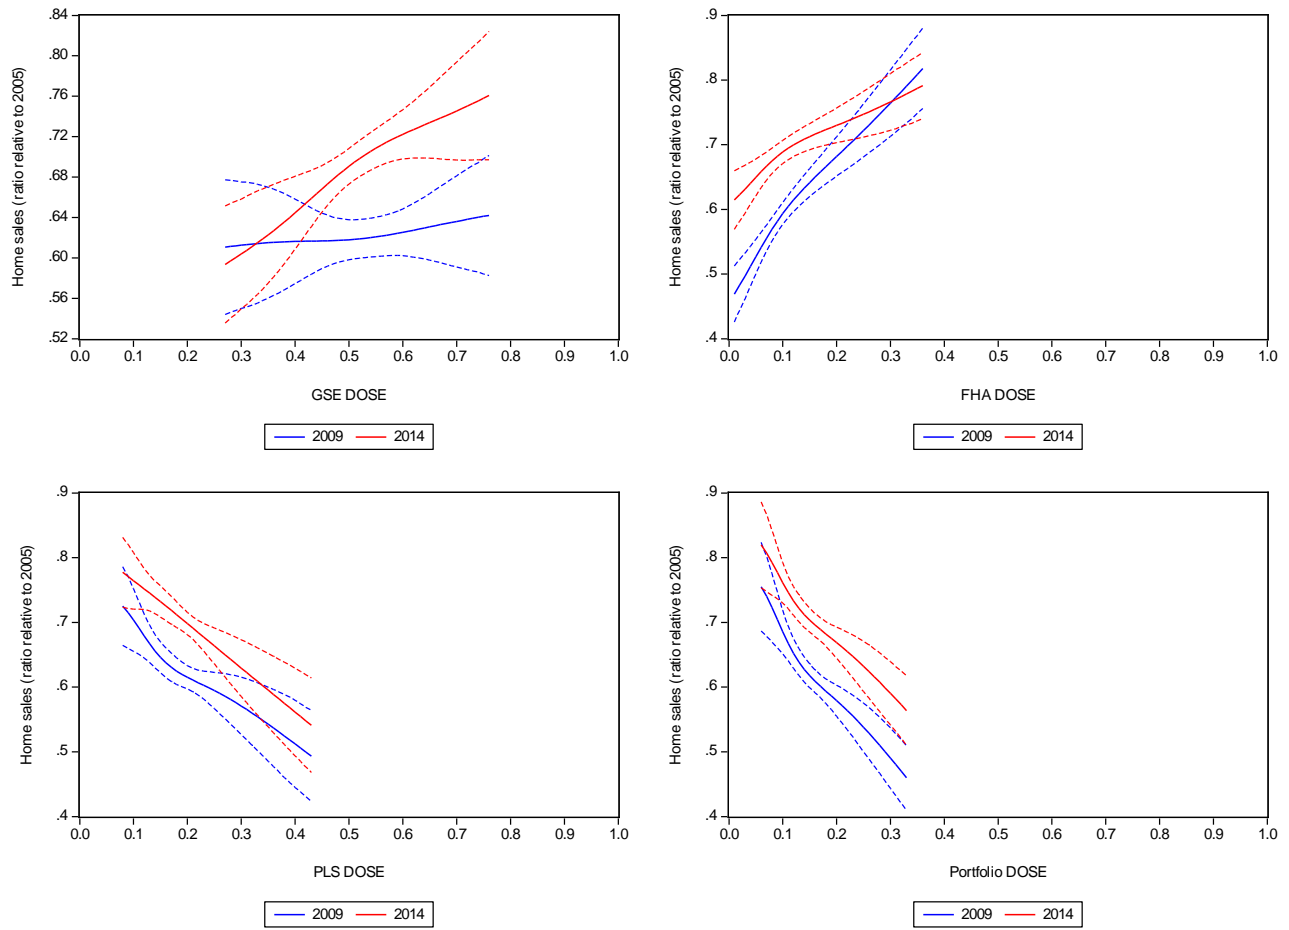 Home sales (ratio relative to 2005)
.84
.80
.76
.72
.68
.64
.60
.56
.52
0.0 0.1 0.2 0.3 0.4 0.5 0.6 0.7 0.8 0.9 1.0
GSE DOSE
2009 2014
Home sales (ratio relative to 2005)
.9
.8
.7
.6
.5
.4
0.0 0.1 0.2 0.3 0.4 0.5 0.6 0.7 0.8 0.9 1.0
FHA DOSE
2009 2014
Home sales (ratio relative to 2005)
.9
.8
.7
.6
.5
.4
0.0 0.1 0.2 0.3 0.4 0.5 0.6 0.7 0.8 0.9 1.0
PLS DOSE
2009 2014
Home sales (ratio relative to 2005)
.9
.8
.7
.6
.5
.4
0.0 0.1 0.2 0.3 0.4 0.5 0.6 0.7 0.8 0.9 1.0
Portfolio DOSE
2009 2014